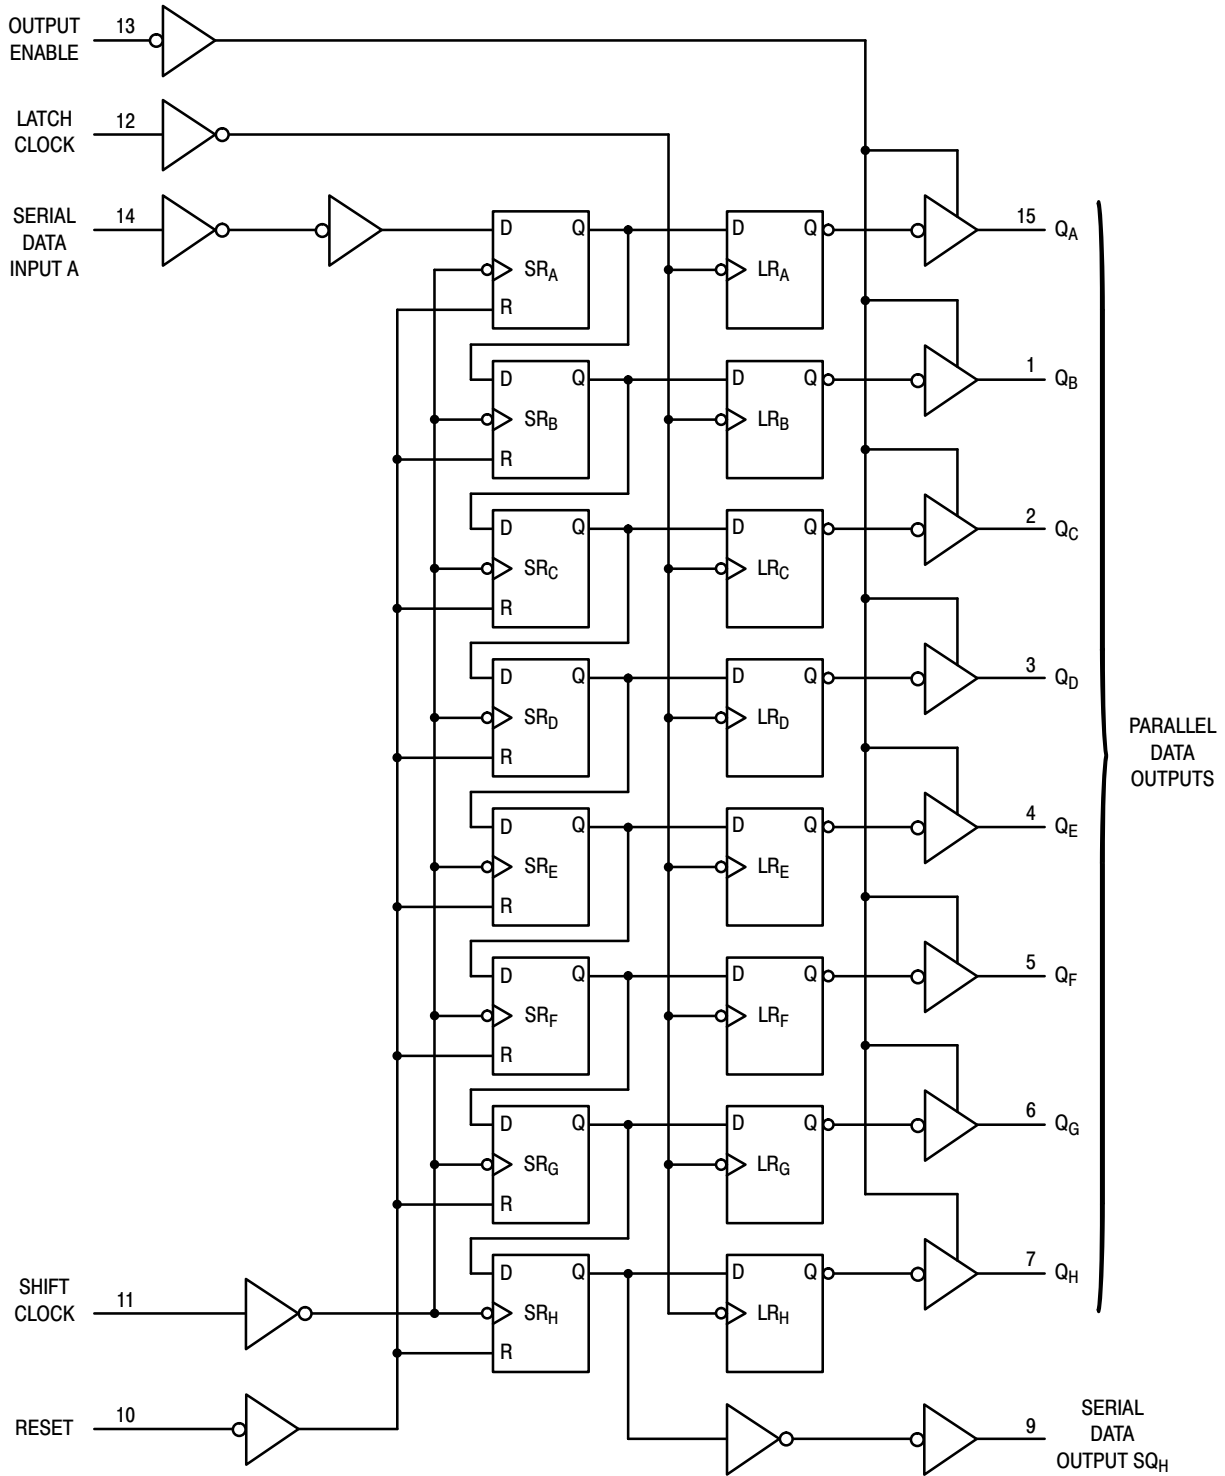 OUTPUT
ENABLE
13
LATCH
CLOCK
12
SERIAL
DATA
INPUT A
14
D Q
SRA
R
D Q
LRA
15 QA
D Q
SRB
R
D Q
LRB
1 QB
D Q
SRC
R
D Q
LRC
2 QC
D Q
SRD
R
D Q
LRD
3 QD
PARALLEL
DATA
OUTPUTS
D Q
SRE
R
D Q
LRE
4 QE
D Q
SRF
R
D Q
LRF
5 QF
D Q
SRG
R
D Q
LRG
6 QG
D Q
SRH
R
D Q
LRH
7 QH
SHIFT
CLOCK
11
RESET
10
9
SERIAL
DATA
OUTPUT SQH